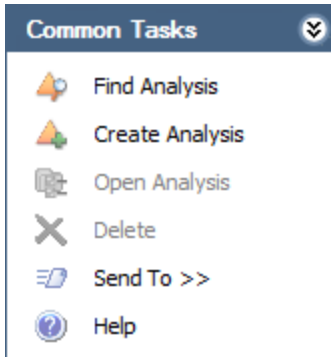 Common Tasks
Find Analysis
Create Analysis
Open Analysis
Delete
Send To >>
Help